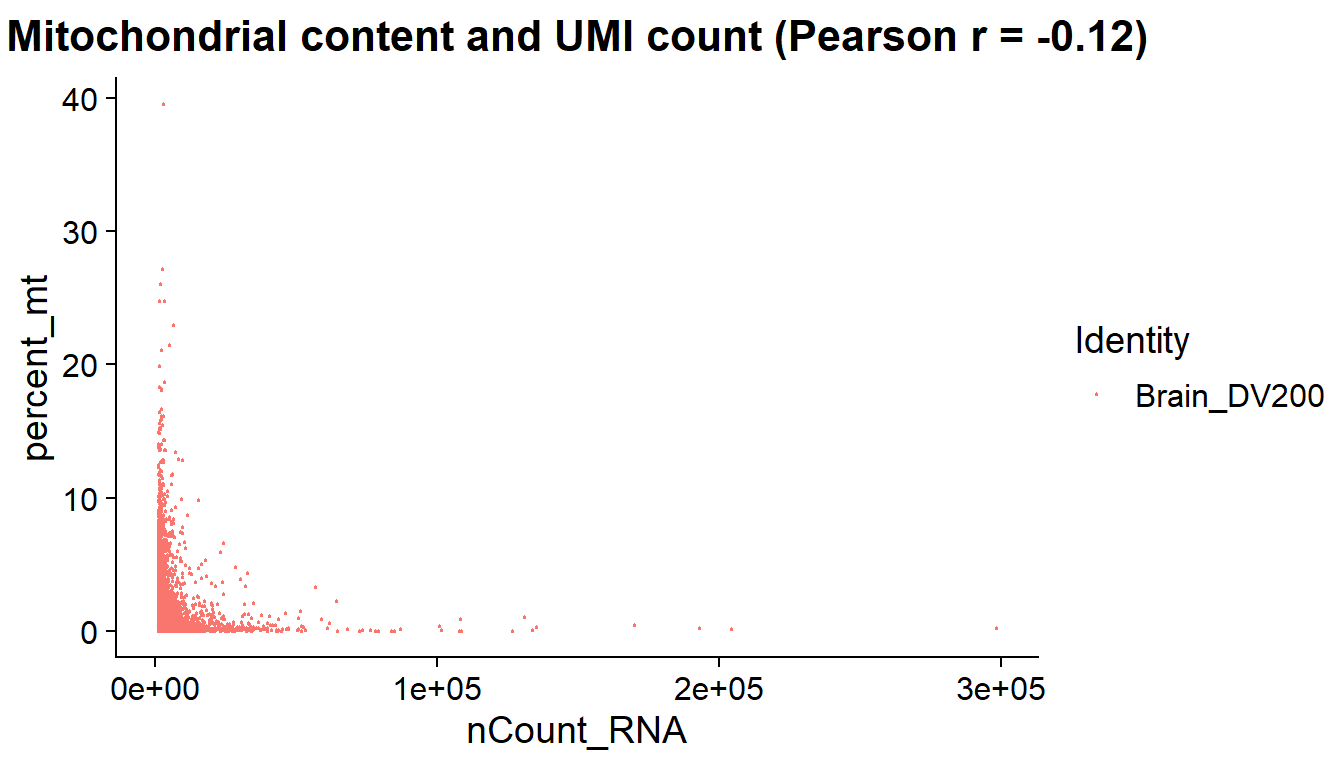 Mitochondrial content and UMI count (Pearson r = -0.12)
40
30
20
10
0
percent_mt
0e+00 1e+05 2e+05 3e+05
nCount_RNA
Identity
Brain_DV200